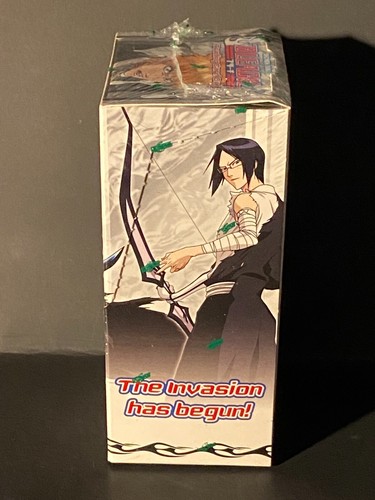 The Invasion
has begun!